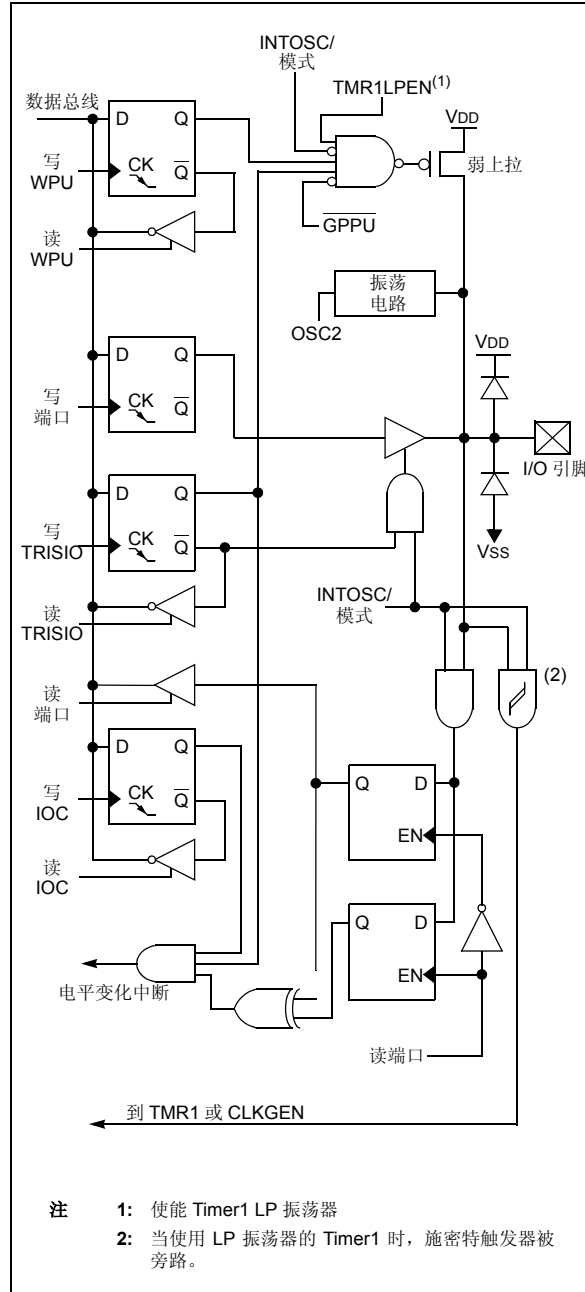 INTOSC/
模式
TMR1LPEN(1)
数据总线
VDD
D Q
写
WPU
CK Q
弱上拉
读
WPU
GPPU
振荡
电路
OSC2
VDD
D Q
写
端口
CK Q
I/O 引脚
D Q
写
TRISIO
CK Q
VSS
INTOSC/
模式
读
TRISIO
(2)
读
端口
D Q
写
IOC
CK Q
Q D
EN
读
IOC
Q D
EN
电平变化中断
读端口
到 TMR1 或 CLKGEN
注 1: 使能 Timer1 LP 振荡器
2: 当使用 LP 振荡器的 Timer1 时，施密特触发器被
旁路。